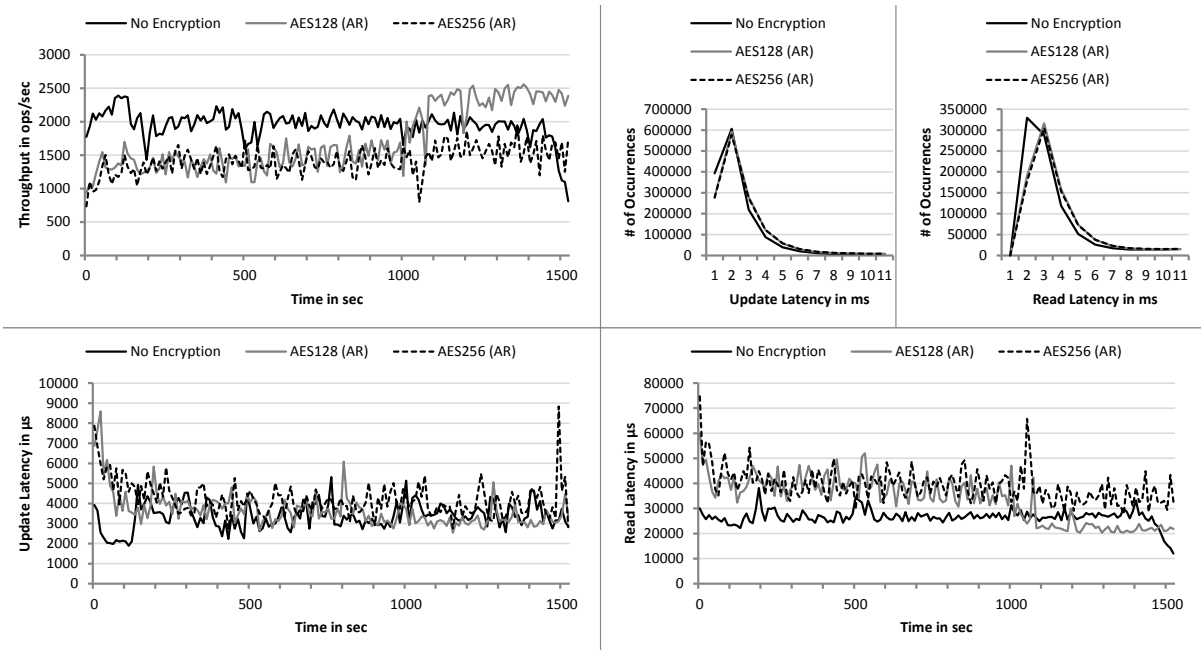 No Encryption AES128 (AR) AES256 (AR)
Throughput in ops/sec
3000
2500
2000
1500
1000
500
0
0 500 1000 1500
Time in sec
No Encryption
AES128 (AR)
AES256 (AR)
# of Occurrences
700000
600000
500000
400000
300000
200000
100000
0
1 2 3 4 5 6 7 8 9 10 11
Update Latency in ms
No Encryption
AES128 (AR)
AES256 (AR)
# of Occurrences
350000
300000
250000
200000
150000
100000
50000
0
1 2 3 4 5 6 7 8 9 10 11
Read Latency in ms
No Encryption AES128 (AR) AES256 (AR)
Update Latency in µs
10000
9000
8000
7000
6000
5000
4000
3000
2000
1000
0
0 500 1000 1500
Time in sec
No Encryption AES128 (AR) AES256 (AR)
Read Latency in µs
80000
70000
60000
50000
40000
30000
20000
10000
0
0 500 1000 1500
Time in sec